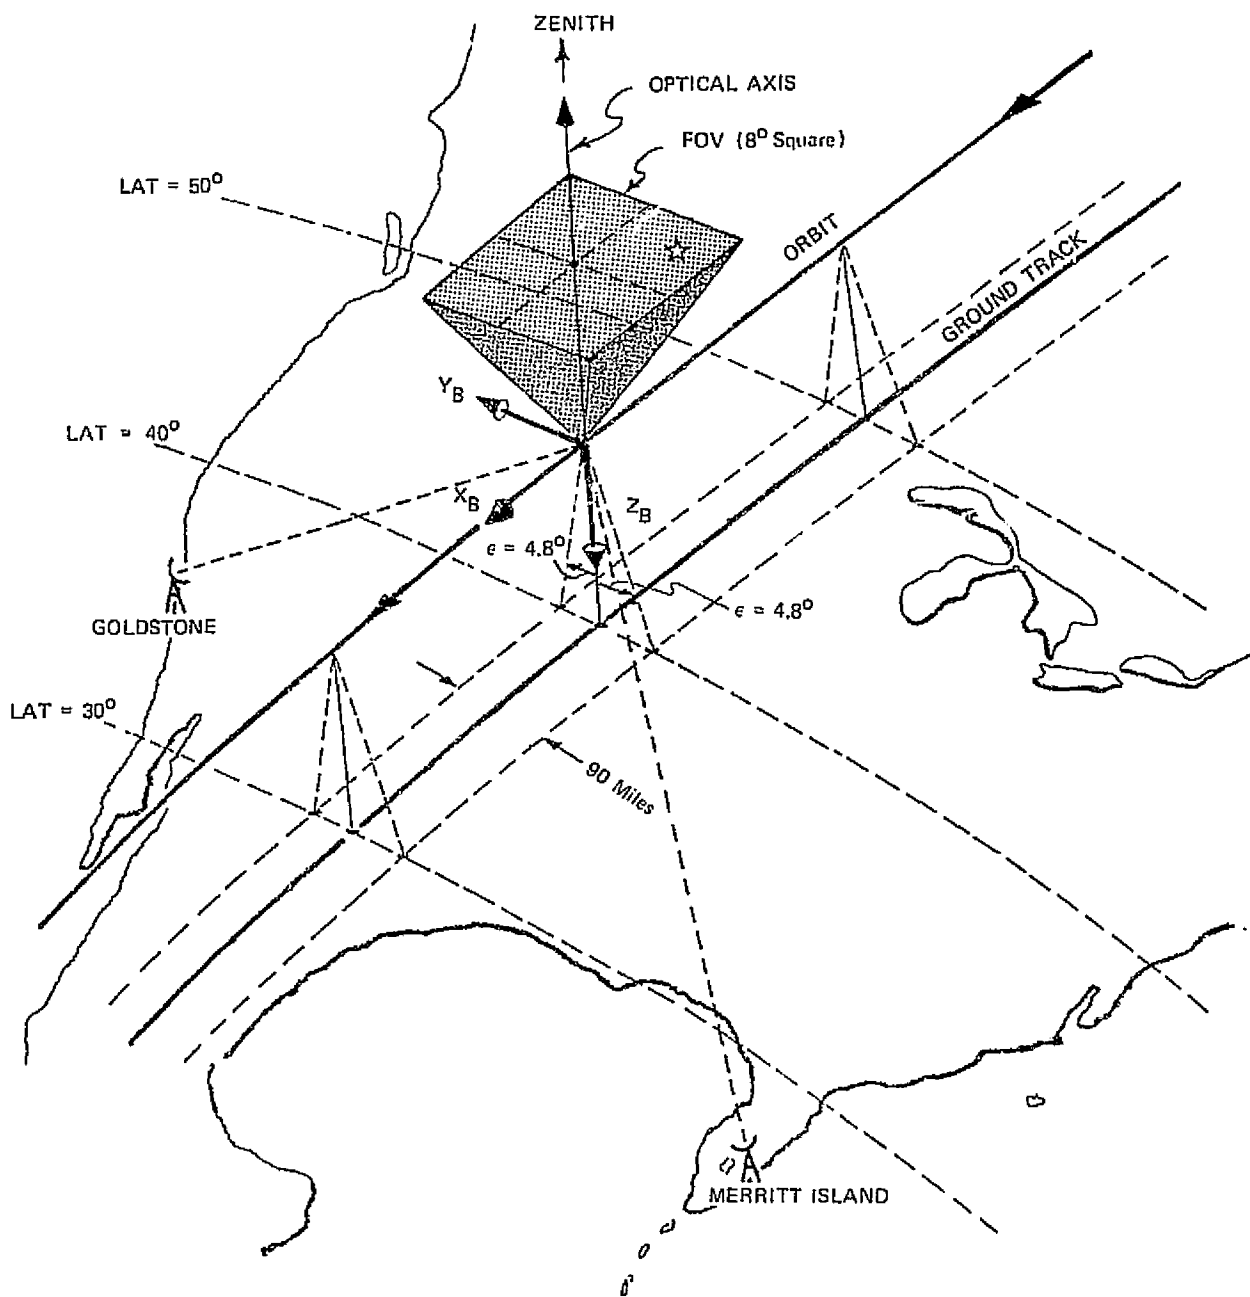 ZENITH
OPTICAL AXIS
FOV (8° Square)
LAT = 50°
ORBIT
GROUND TRACK
Y_B
LAT = 40°
X_B
Z_B
ε = 4.8°
ε = 4.8°
GOLDSTONE
LAT = 30°
90 Miles
MERRITT ISLAND